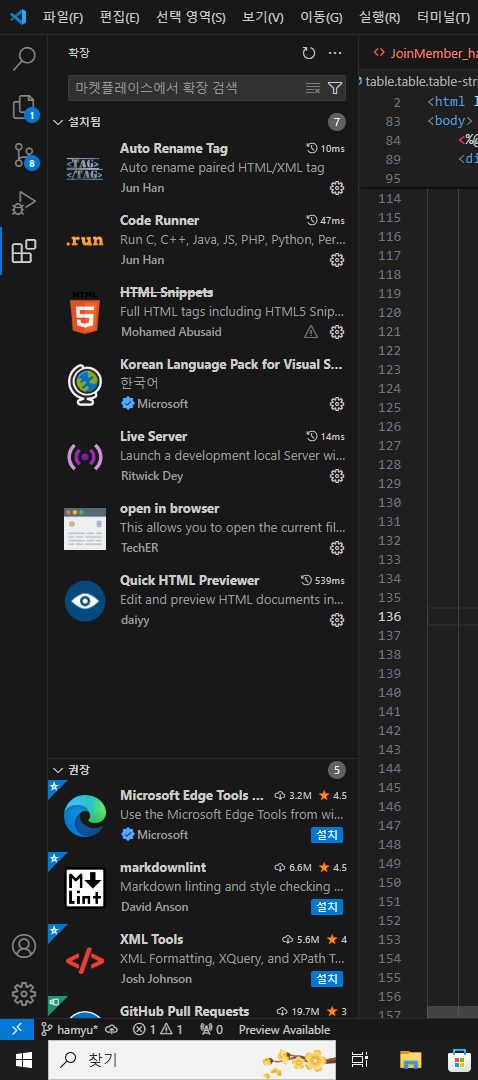 파일(F) 편집(E) 선택 영역(S) 보기(V) 이동(G) 실행(R) 터미널(T)
확장
마켓플레이스에서 확장 검색
설치됨 7
Auto Rename Tag 10ms
Auto rename paired HTML/XML tag
Jun Han
Code Runner 47ms
Run C, C++, Java, JS, PHP, Python, Per...
Jun Han
HTML Snippets
Full HTML tags including HTML5 Snip...
Mohamed Abusaid
Korean Language Pack for Visual S...
한국어
Microsoft
Live Server 14ms
Launch a development local Server wi...
Ritwick Dey
open in browser
This allows you to open the current fil...
TechER
Quick HTML Previewer 539ms
Edit and preview HTML documents in...
daiyy
권장 5
Microsoft Edge Tools ... 3.2M 4.5
Use the Microsoft Edge Tools from wi...
Microsoft 설치
markdownlint 6.6M 4.5
Markdown linting and style checking ...
David Anson 설치
XML Tools 5.6M 4
XML Formatting, XQuery, and XPath T...
Josh Johnson 설치
GitHub Pull Requests 19.7M 3
1
8
<TAG>
</TAG>
.run
HTML
5
M
Lint
JoinMember_ha
table.table.table-stri
2 <html l
83 <body>
84 <%@
89 <di
95
114
115
116
117
118
119
120
121
122
123
124
125
126
127
128
129
130
131
132
133
134
135
136
137
138
139
140
141
142
143
144
145
146
147
148
149
150
151
152
153
154
155
156
157
hamyu* 1 1 0 Preview Available
찾기